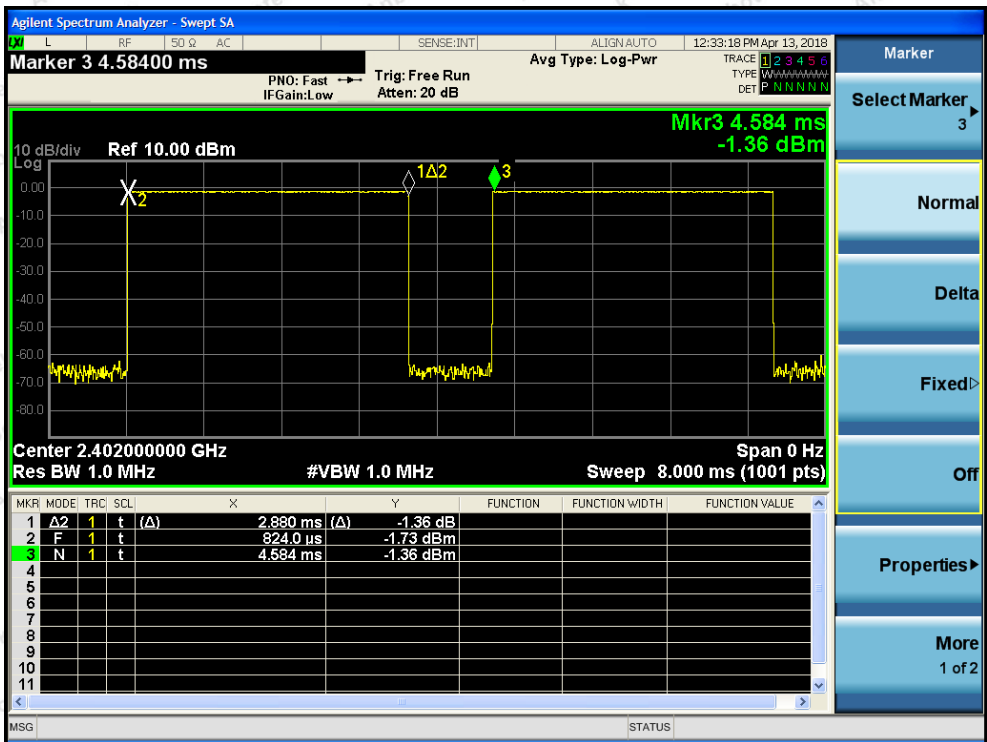 Agilent Spectrum Analyzer - Swept SA
LXI L RF 50 Ω AC SENSE:INT ALIGN AUTO 12:33:18 PM Apr 13, 2018
Marker 3 4.58400 ms
PNO: Fast
IFGain:Low
Trig: Free Run
Atten: 20 dB
Avg Type: Log-Pwr
TRACE 1 2 3 4 5 6
TYPE
DET P N N N N N
Mkr3 4.584 ms
-1.36 dBm
10 dB/div Ref 10.00 dBm
Log
1Δ2
3
2
0.00
-10.0
-20.0
-30.0
-40.0
-50.0
-60.0
-70.0
-80.0
Center 2.402000000 GHz Span 0 Hz
Res BW 1.0 MHz #VBW 1.0 MHz Sweep 8.000 ms (1001 pts)
MKR MODE TRC SCL X Y FUNCTION FUNCTION WIDTH FUNCTION VALUE
1 Δ2 1 t (Δ) 2.880 ms (Δ) -1.36 dB
2 F 1 t 824.0 µs -1.73 dBm
3 N 1 t 4.584 ms -1.36 dBm
4
5
6
7
8
9
10
11
MSG STATUS
Marker
Select Marker
3
Normal
Delta
Fixed
Off
Properties
More
1 of 2